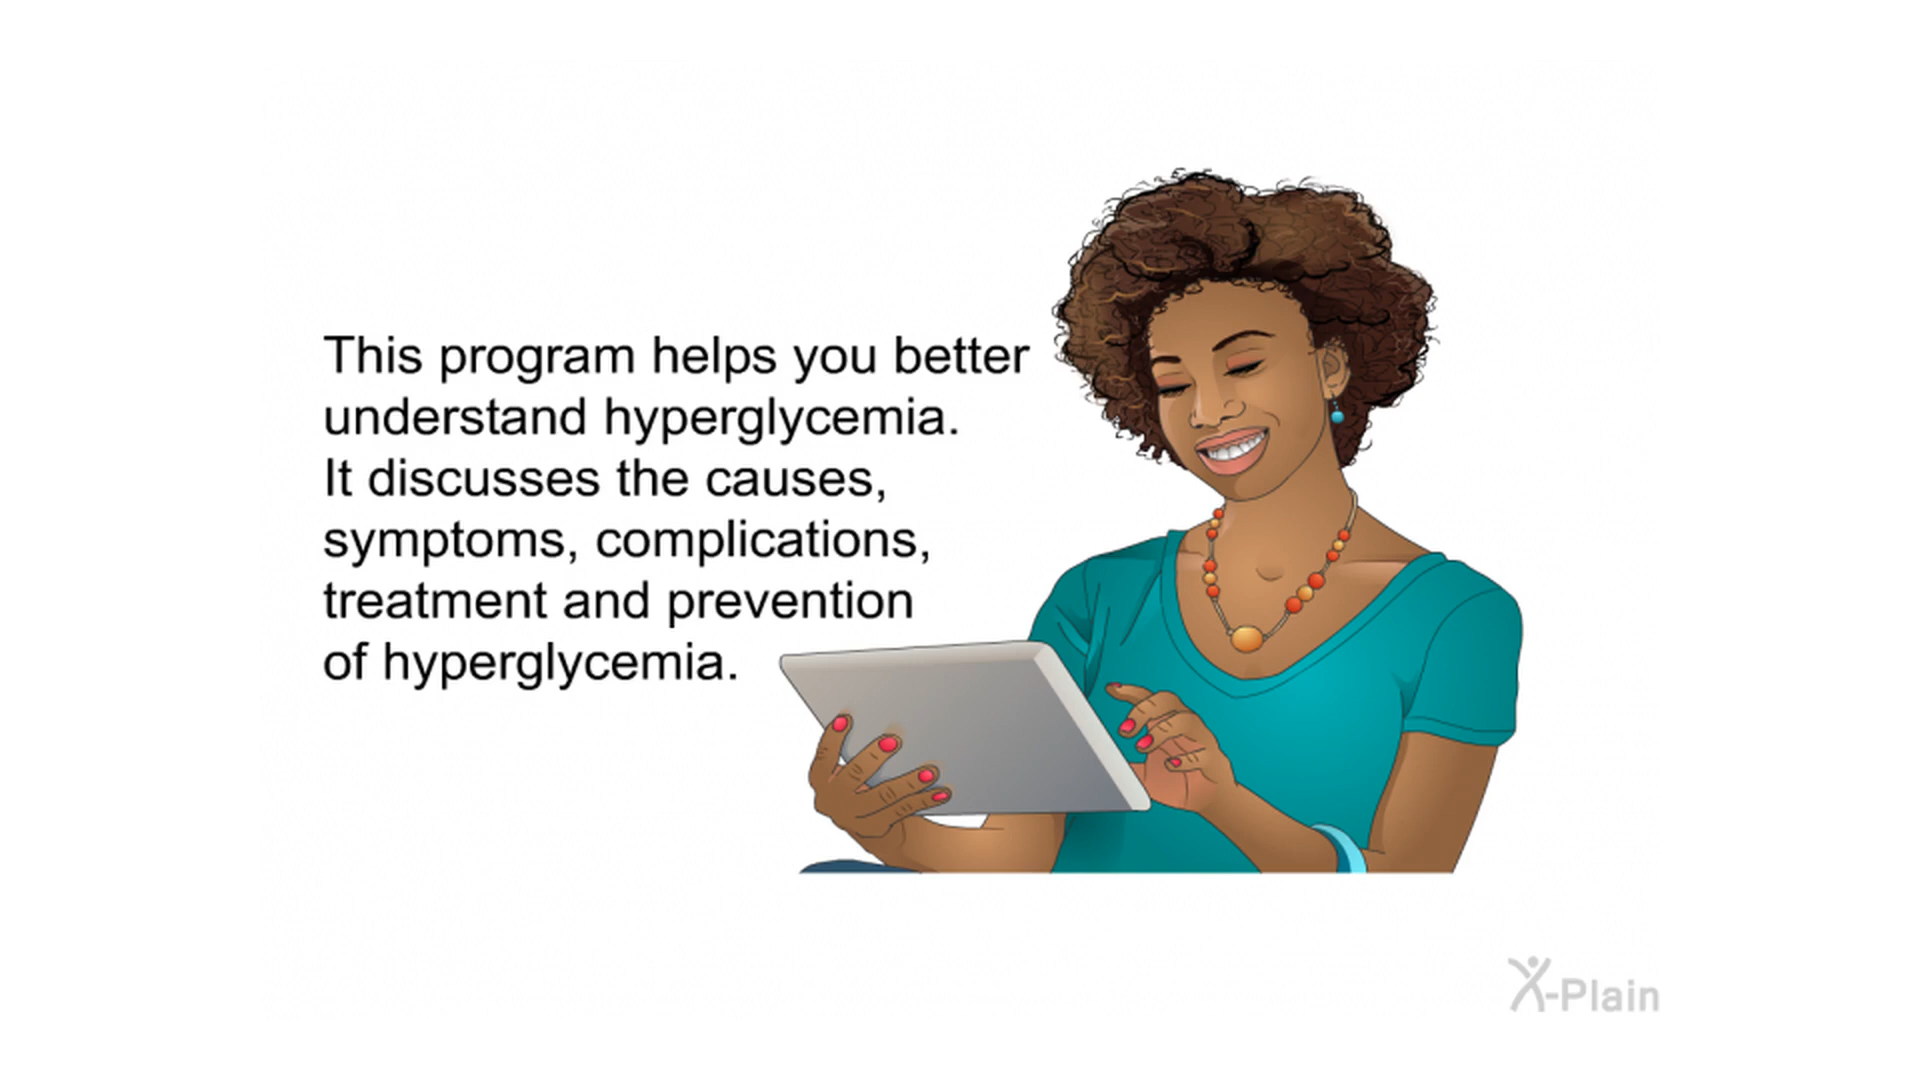 This program helps you better
understand hyperglycemia.
It discusses the causes,
symptoms, complications,
treatment and prevention
of hyperglycemia.
X-Plain